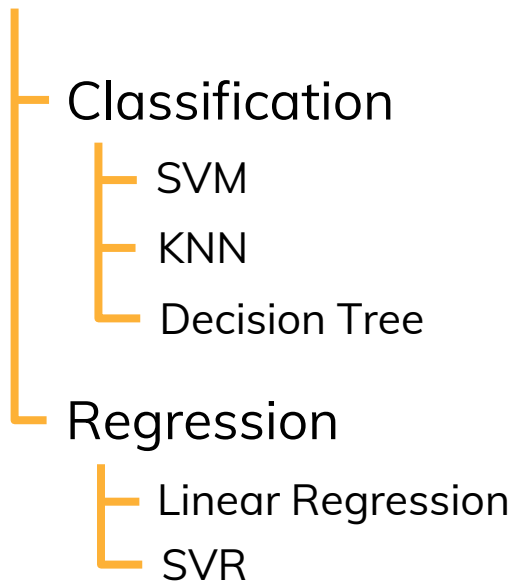 Classification
SVM
KNN
Decision Tree
Regression
Linear Regression
SVR